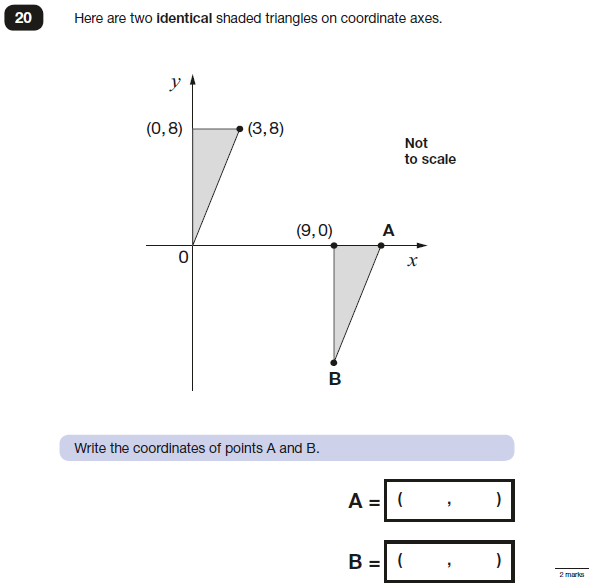 20 Here are two identical shaded triangles on coordinate axes.
y
(0, 8) (3, 8)
Not
to scale
(9, 0) A
0 x
B
Write the coordinates of points A and B.
A = ( , )
B = ( , )
2 marks